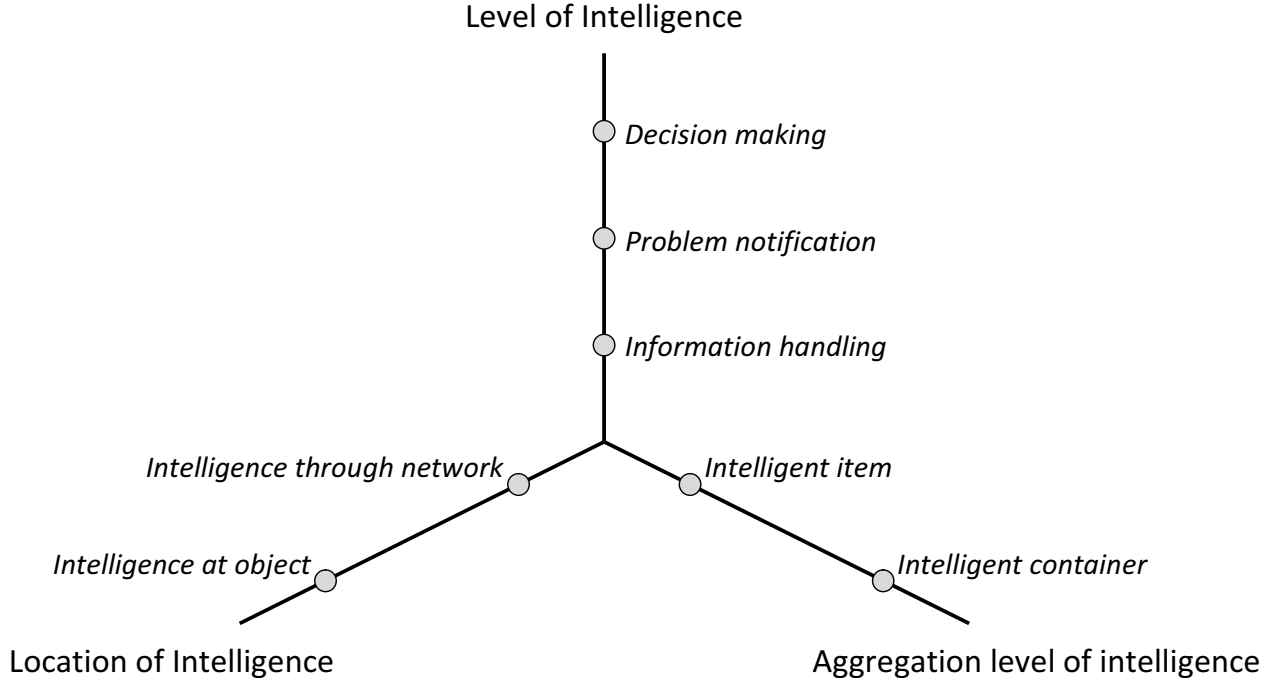 Level of Intelligence
Decision making
Problem notification
Information handling
Intelligence through network
Intelligent item
Intelligence at object
Intelligent container
Location of Intelligence
Aggregation level of intelligence